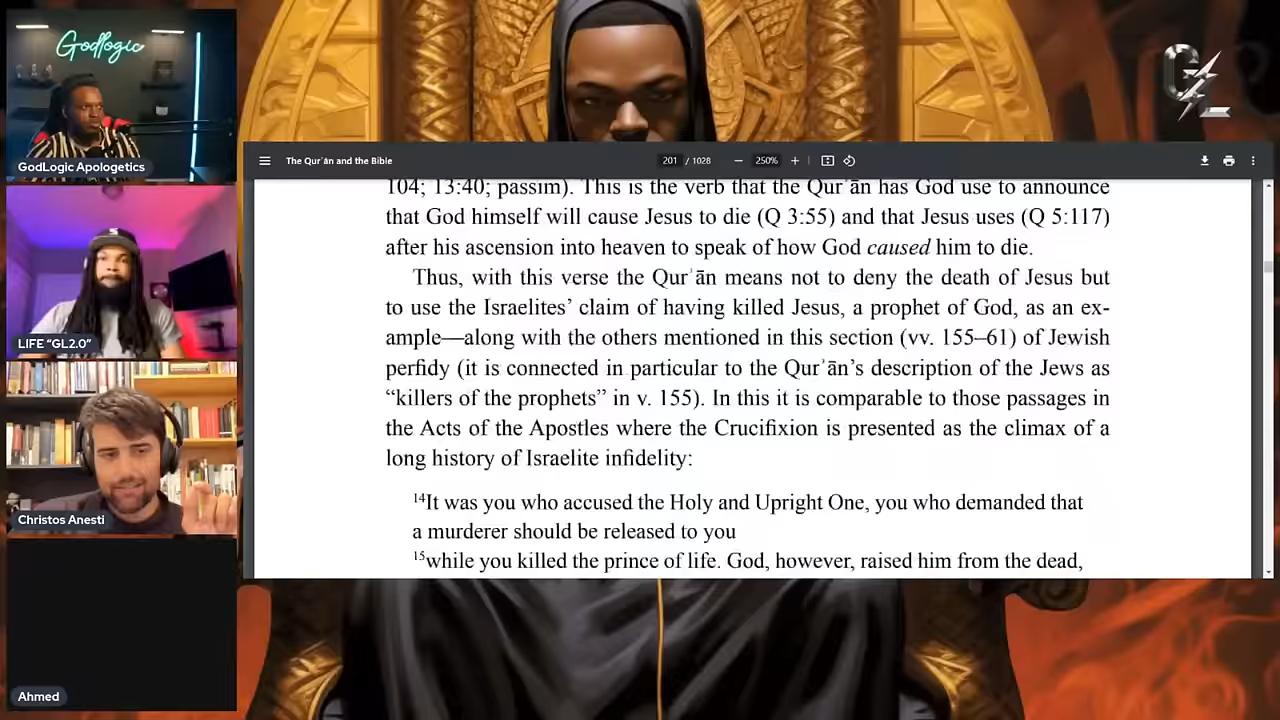 Godlogic
GodLogic Apologetics
LIFE “GL2.0”
Christos Anesti
Ahmed
The Qurʾān and the Bible
201 / 1028
250%
104; 13:40; passim). This is the verb that the Qurʾān has God use to announce
that God himself will cause Jesus to die (Q 3:55) and that Jesus uses (Q 5:117)
after his ascension into heaven to speak of how God caused him to die.
Thus, with this verse the Qurʾān means not to deny the death of Jesus but
to use the Israelites’ claim of having killed Jesus, a prophet of God, as an ex-
ample—along with the others mentioned in this section (vv. 155–61) of Jewish
perfidy (it is connected in particular to the Qurʾān’s description of the Jews as
“killers of the prophets” in v. 155). In this it is comparable to those passages in
the Acts of the Apostles where the Crucifixion is presented as the climax of a
long history of Israelite infidelity:
14It was you who accused the Holy and Upright One, you who demanded that
a murderer should be released to you
15while you killed the prince of life. God, however, raised him from the dead,
GL